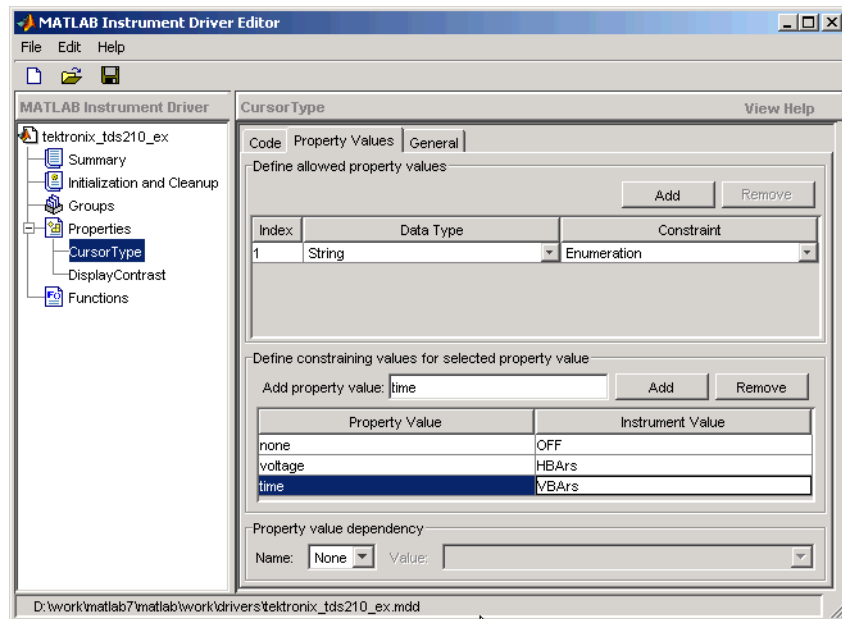 MATLAB Instrument Driver Editor
File Edit Help
MATLAB Instrument Driver
CursorType View Help
tektronix_tds210_ex
Summary
Initialization and Cleanup
Groups
Properties
CursorType
DisplayContrast
Functions
Code Property Values General
Define allowed property values
Add Remove
Index Data Type Constraint
1 String Enumeration
Define constraining values for selected property value
Add property value: time Add Remove
Property Value Instrument Value
none OFF
voltage HBArs
time VBArs
Property value dependency
Name: None Value:
D:\work\matlab7\matlab\work\drivers\tektronix_tds210_ex.mdd